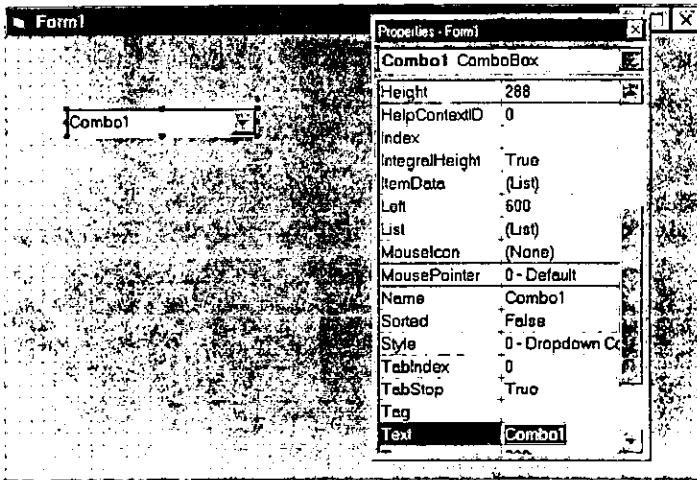 Form1
Combo1
Properties - Form1
Combo1 ComboBox
Height 288
HelpContextID 0
Index
IntegralHeight True
ItemData (List)
Left 600
List (List)
MouseIcon (None)
MousePointer 0 - Default
Name Combo1
Sorted False
Style 0 - Dropdown Co
TabIndex 0
TabStop True
Tag
Text Combo1